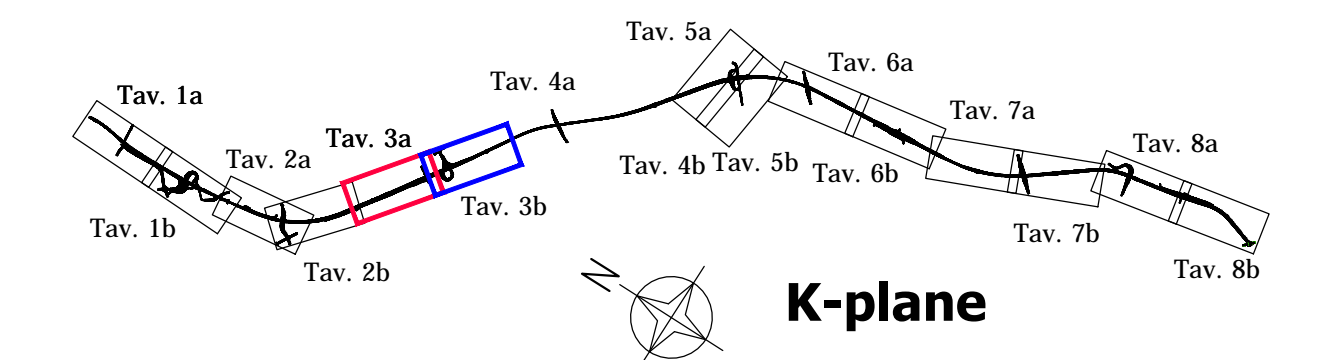 Tav. 1a
Tav. 1b
Tav. 2a
Tav. 2b
Tav. 3a
Tav. 3b
Tav. 4a
Tav. 5a
Tav. 4b
Tav. 5b
Tav. 6a
Tav. 6b
Tav. 7a
Tav. 7b
Tav. 8a
Tav. 8b
N
K-plane